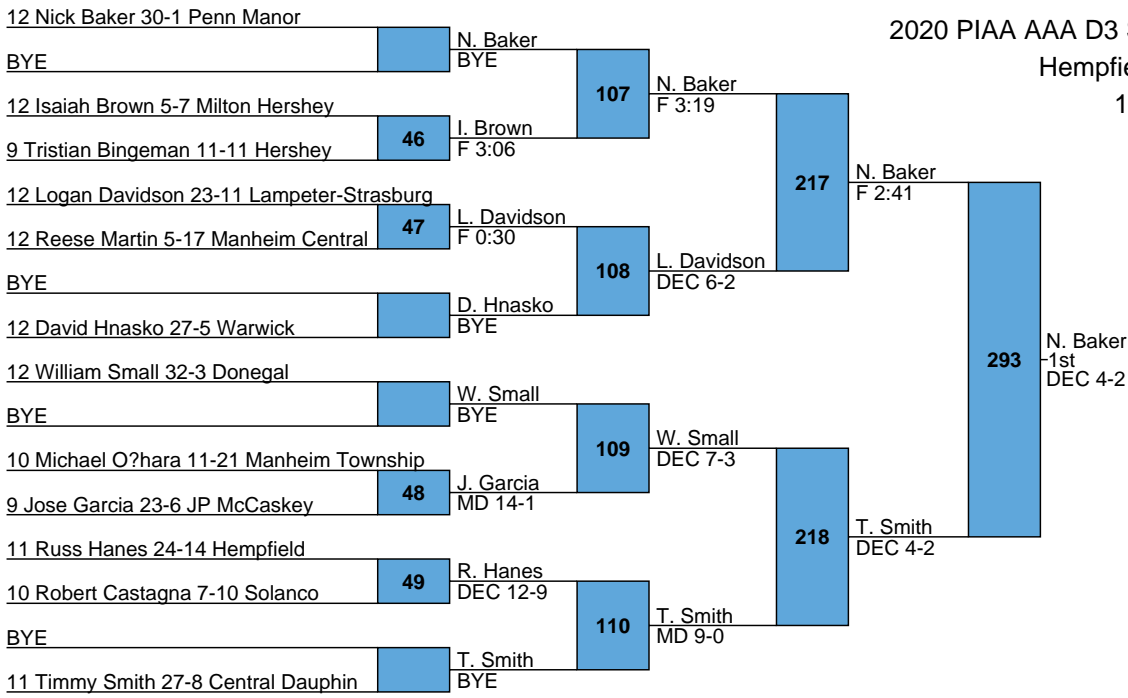 12 Nick Baker 30-1 Penn Manor
BYE
12 Isaiah Brown 5-7 Milton Hershey
9 Tristian Bingeman 11-11 Hershey
12 Logan Davidson 23-11 Lampeter-Strasburg
12 Reese Martin 5-17 Manheim Central
BYE
12 David Hnasko 27-5 Warwick
12 William Small 32-3 Donegal
BYE
10 Michael O?hara 11-21 Manheim Township
9 Jose Garcia 23-6 JP McCaskey
11 Russ Hanes 24-14 Hempfield
10 Robert Castagna 7-10 Solanco
BYE
11 Timmy Smith 27-8 Central Dauphin
46
47
48
49
N. Baker
BYE
I. Brown
F 3:06
L. Davidson
F 0:30
D. Hnasko
BYE
W. Small
BYE
J. Garcia
MD 14-1
R. Hanes
DEC 12-9
T. Smith
BYE
107
108
109
110
N. Baker
F 3:19
L. Davidson
DEC 6-2
W. Small
DEC 7-3
T. Smith
MD 9-0
217
218
N. Baker
F 2:41
T. Smith
DEC 4-2
293
N. Baker
1st
DEC 4-2
2020 PIAA AAA D3
Hempfie
1